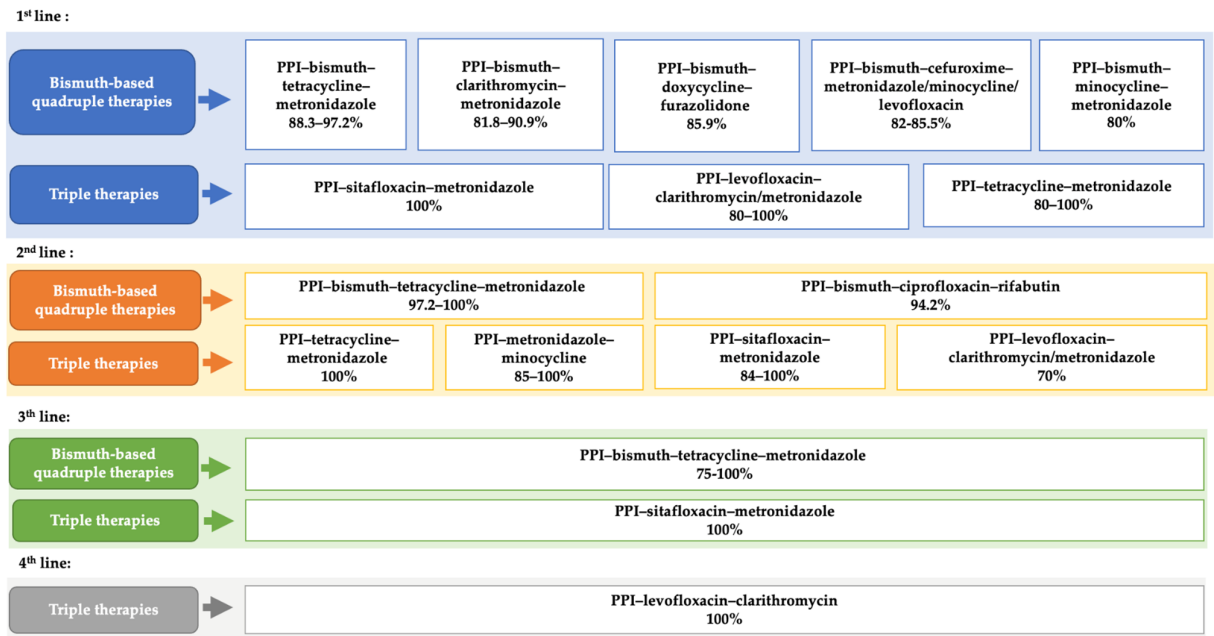 1st line :
Bismuth-based
quadruple therapies
PPI–bismuth–
tetracycline–
metronidazole
88.3–97.2%
PPI–bismuth–
clarithromycin–
metronidazole
81.8–90.9%
PPI–bismuth–
doxycycline–
furazolidone
85.9%
PPI–bismuth–cefuroxime–
metronidazole/minocycline/
levofloxacin
82-85.5%
PPI–bismuth–
minocycline–
metronidazole
80%
Triple therapies
PPI–sitafloxacin–metronidazole
100%
PPI–levofloxacin–
clarithromycin/metronidazole
80–100%
PPI–tetracycline–metronidazole
80–100%
2nd line :
Bismuth-based
quadruple therapies
PPI–bismuth–tetracycline–metronidazole
97.2–100%
PPI–bismuth–ciprofloxacin–rifabutin
94.2%
Triple therapies
PPI–tetracycline–
metronidazole
100%
PPI–metronidazole–
minocycline
85–100%
PPI–sitafloxacin–
metronidazole
84–100%
PPI–levofloxacin–
clarithromycin/metronidazole
70%
3th line:
Bismuth-based
quadruple therapies
PPI–bismuth–tetracycline–metronidazole
75-100%
Triple therapies
PPI–sitafloxacin–metronidazole
100%
4th line:
Triple therapies
PPI–levofloxacin–clarithromycin
100%